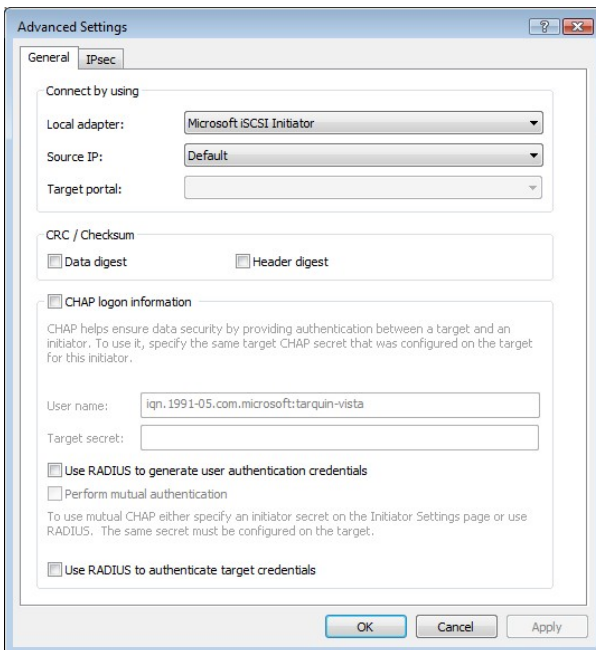 Advanced Settings
General
IPsec
Connect by using
Local adapter:
Microsoft iSCSI Initiator
Source IP:
Default
Target portal:
CRC / Checksum
Data digest
Header digest
CHAP logon information
CHAP helps ensure data security by providing authentication between a target and an
initiator. To use it, specify the same target CHAP secret that was configured on the target
for this initiator.
User name:
iqn.1991-05.com.microsoft:tarquin-vista
Target secret:
Use RADIUS to generate user authentication credentials
Perform mutual authentication
To use mutual CHAP either specify an initiator secret on the Initiator Settings page or use
RADIUS. The same secret must be configured on the target.
Use RADIUS to authenticate target credentials
OK
Cancel
Apply